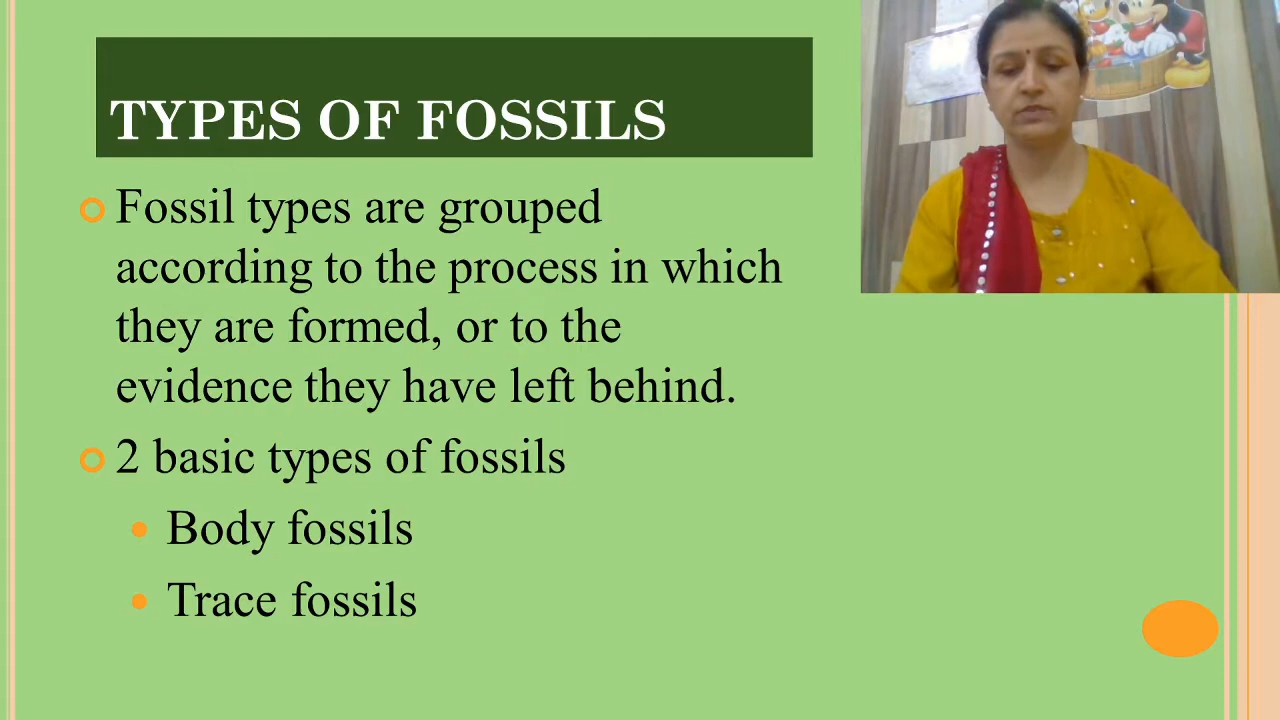 TYPES OF FOSSILS
Fossil types are grouped
according to the process in which
they are formed, or to the
evidence they have left behind.
2 basic types of fossils
Body fossils
Trace fossils